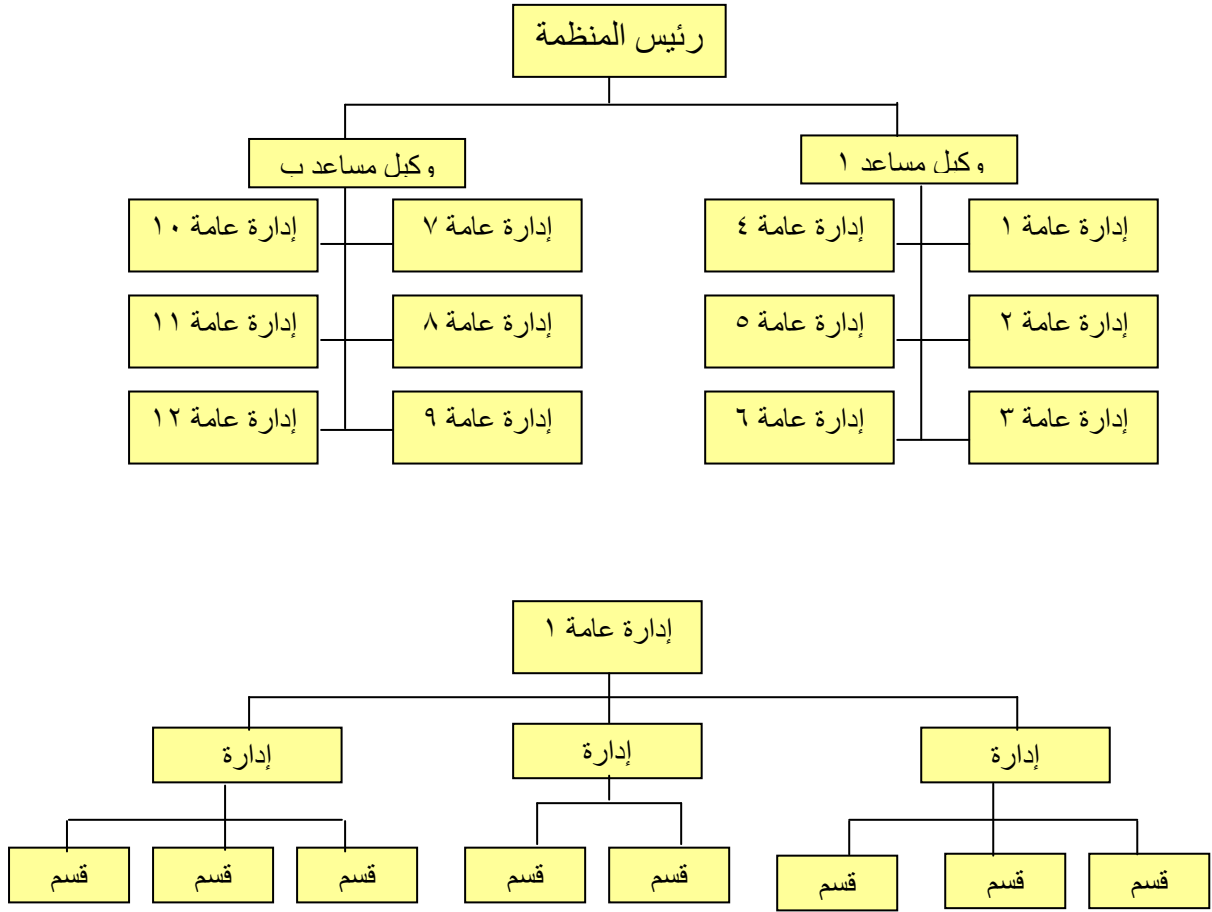 رئيس المنظمة
وكيل مساعد ١
وكيل مساعد ب
إدارة عامة ١
إدارة عامة ٤
إدارة عامة ٧
إدارة عامة ١٠
إدارة عامة ٢
إدارة عامة ٥
إدارة عامة ٨
إدارة عامة ١١
إدارة عامة ٣
إدارة عامة ٦
إدارة عامة ٩
إدارة عامة ١٢
إدارة عامة ١
إدارة
إدارة
إدارة
قسم
قسم
قسم
قسم
قسم
قسم
قسم
قسم